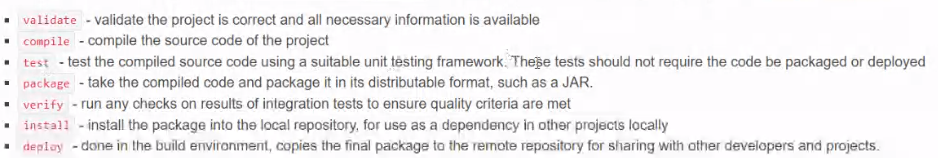 validate - validate the project is correct and all necessary information is available
compile - compile the source code of the project
test - test the compiled source code using a suitable unit testing framework. These tests should not require the code be packaged or deployed
package - take the compiled code and package it in its distributable format, such as a JAR.
verify - run any checks on results of integration tests to ensure quality criteria are met
install - install the package into the local repository, for use as a dependency in other projects locally
deploy - done in the build environment, copies the final package to the remote repository for sharing with other developers and projects.